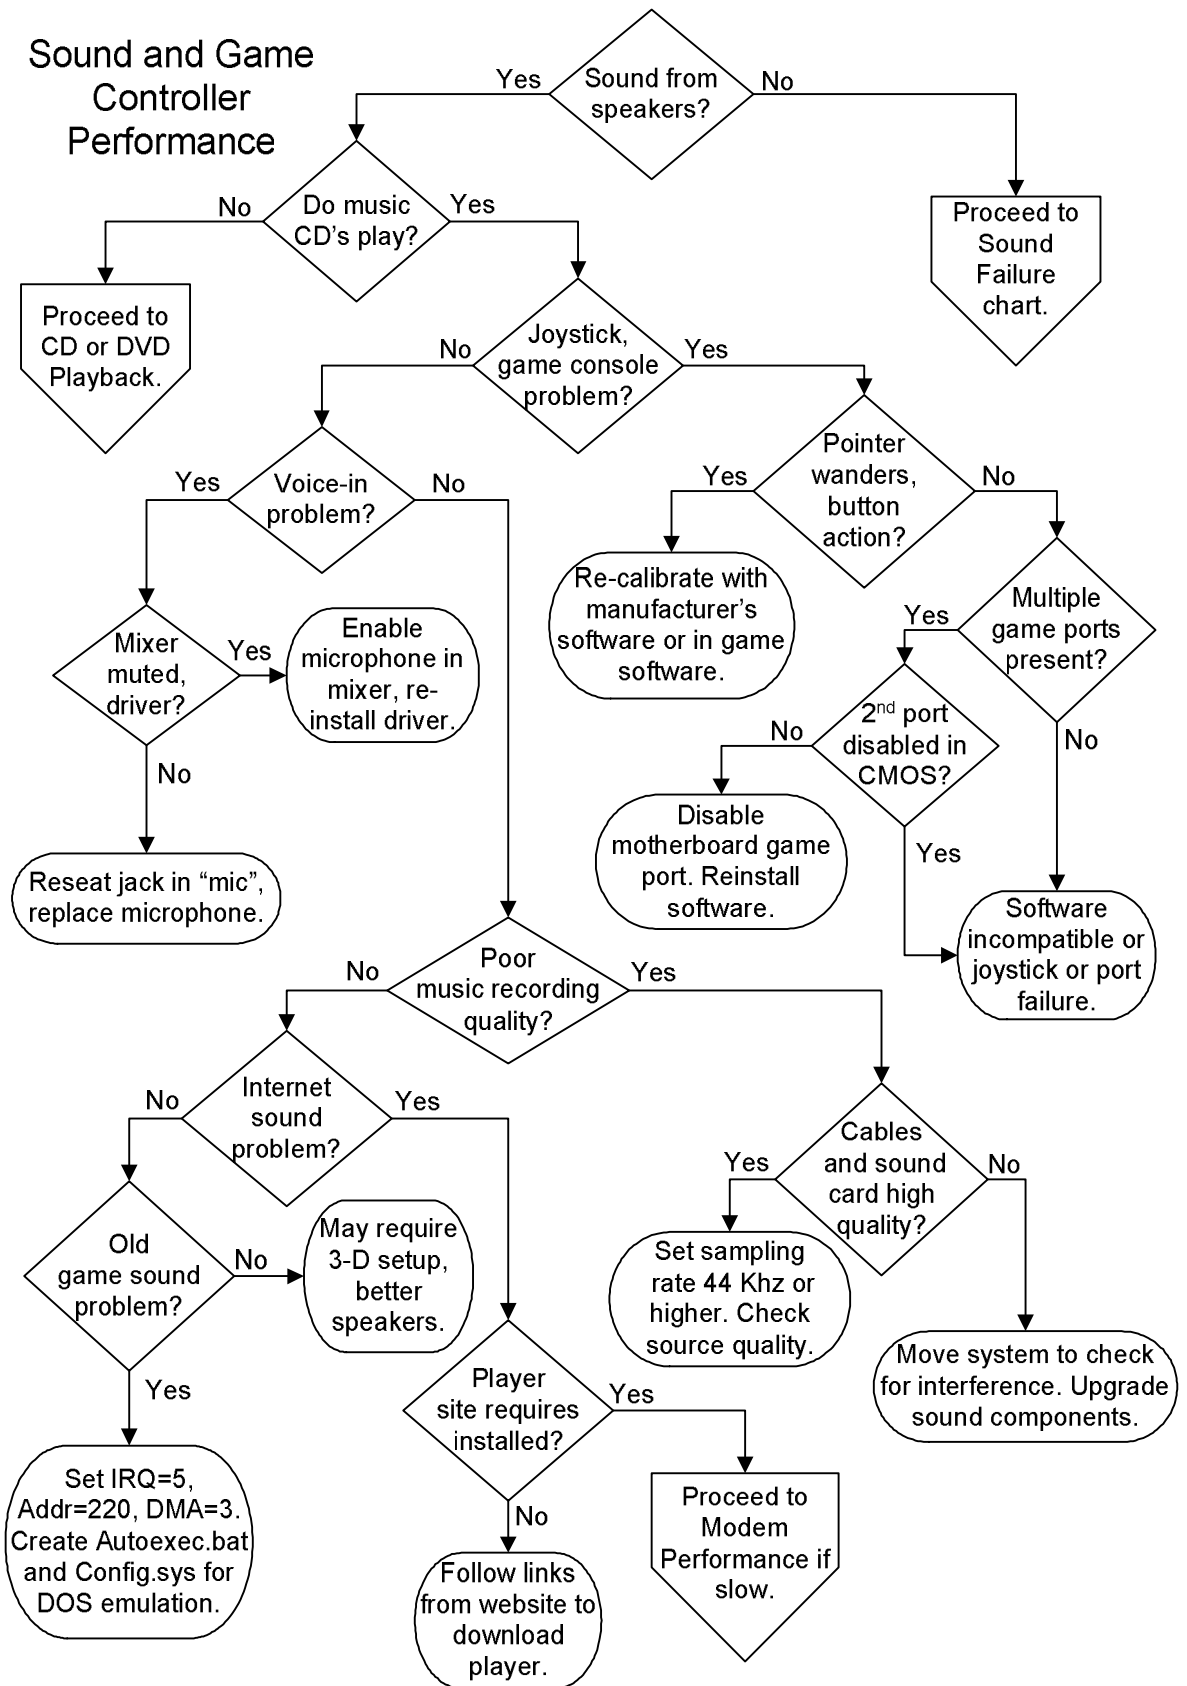 Sound and Game
Controller
Performance
Yes
Sound from
speakers?
No
No
Do music
CD's play?
Yes
Proceed to
Sound
Failure
chart.
Proceed to
CD or DVD
Playback.
No
Joystick,
game console
problem?
Yes
Yes
Voice-in
problem?
No
Yes
Pointer
wanders,
button
action?
No
Re-calibrate with
manufacturer's
software or in game
software.
Yes
Multiple
game ports
present?
No
Mixer
muted,
driver?
Yes
No
Enable
microphone in
mixer, re-
install driver.
No
2nd port
disabled in
CMOS?
Yes
Disable
motherboard game
port. Reinstall
software.
Reseat jack in “mic”,
replace microphone.
Software
incompatible or
joystick or port
failure.
No
Poor
music recording
quality?
Yes
No
Internet
sound
problem?
Yes
Yes
Cables
and sound
card high
quality?
No
Old
game sound
problem?
No
Yes
May require
3-D setup,
better
speakers.
Set sampling
rate 44 Khz or
higher. Check
source quality.
Move system to check
for interference. Upgrade
sound components.
Player
site requires
installed?
Yes
No
Set IRQ=5,
Addr=220, DMA=3.
Create Autoexec.bat
and Config.sys for
DOS emulation.
Follow links
from website to
download
player.
Proceed to
Modem
Performance if
slow.